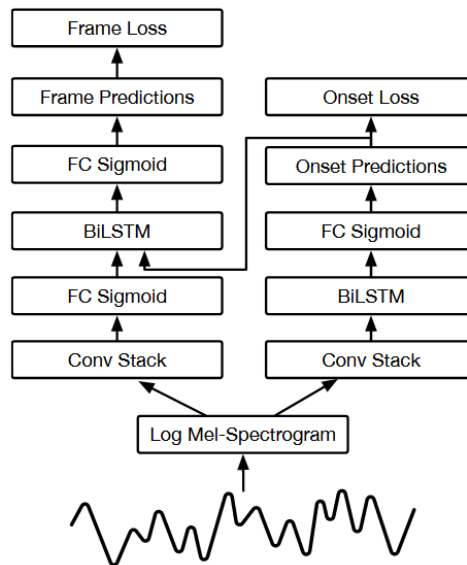 Frame Loss
Frame Predictions
Onset Loss
FC Sigmoid
Onset Predictions
BiLSTM
FC Sigmoid
FC Sigmoid
BiLSTM
Conv Stack
Conv Stack
Log Mel-Spectrogram